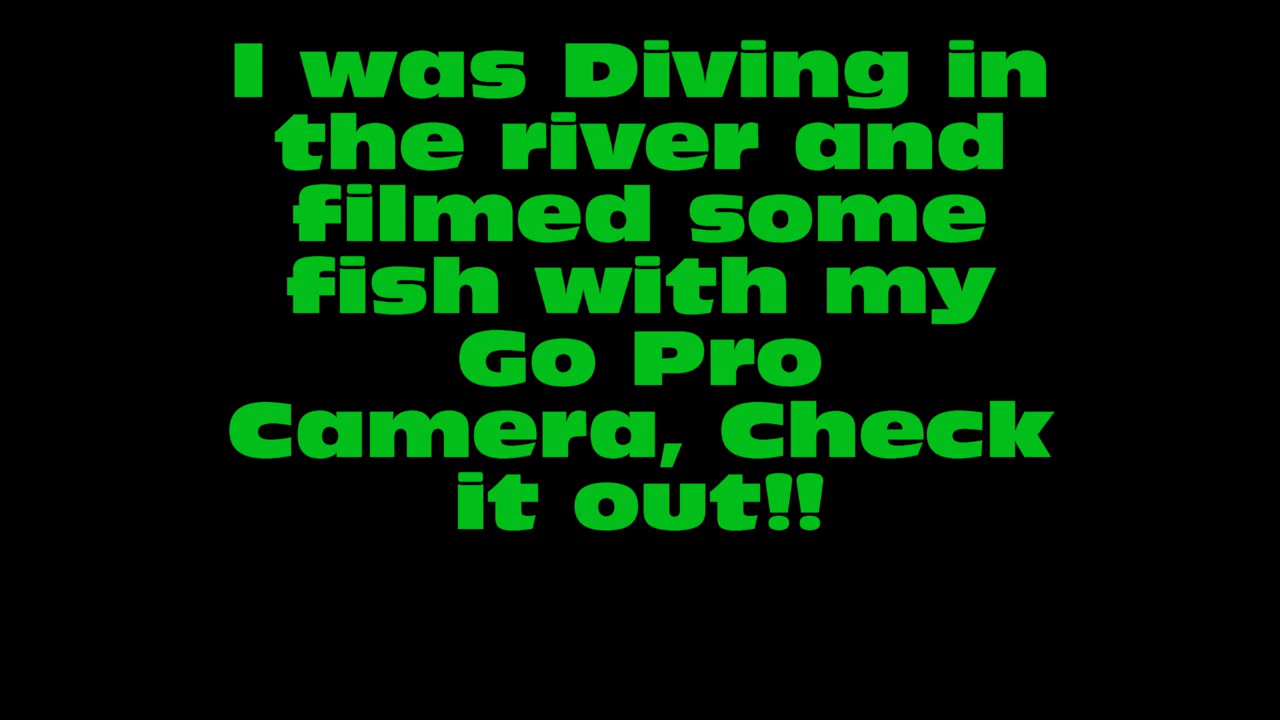 I was Diving in
the river and
filmed some
fish with my
Go Pro
Camera, Check
it out!!